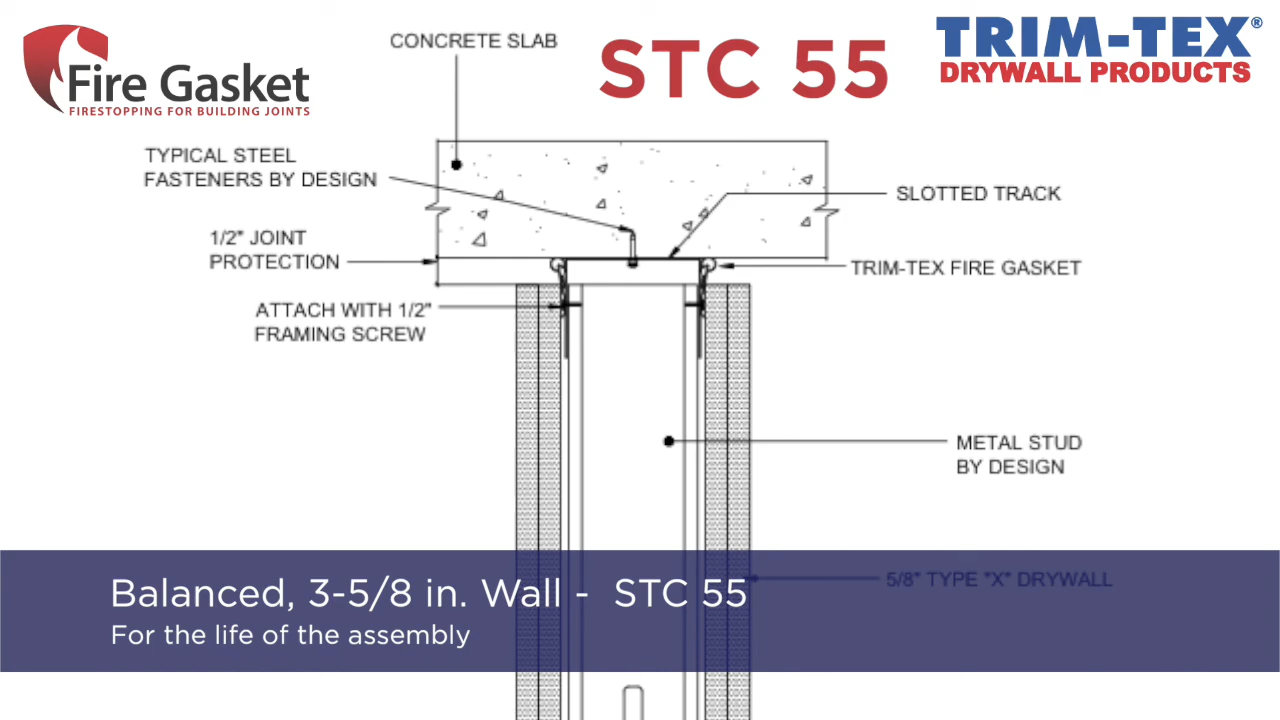 Fire Gasket
FIRESTOPPING FOR BUILDING JOINTS
CONCRETE SLAB
STC 55
TRIM-TEX®
DRYWALL PRODUCTS
TYPICAL STEEL
FASTENERS BY DESIGN
SLOTTED TRACK
1/2" JOINT
PROTECTION
TRIM-TEX FIRE GASKET
ATTACH WITH 1/2"
FRAMING SCREW
METAL STUD
BY DESIGN
5/8" TYPE "X" DRYWALL
Balanced, 3-5/8 in. Wall - STC 55
For the life of the assembly